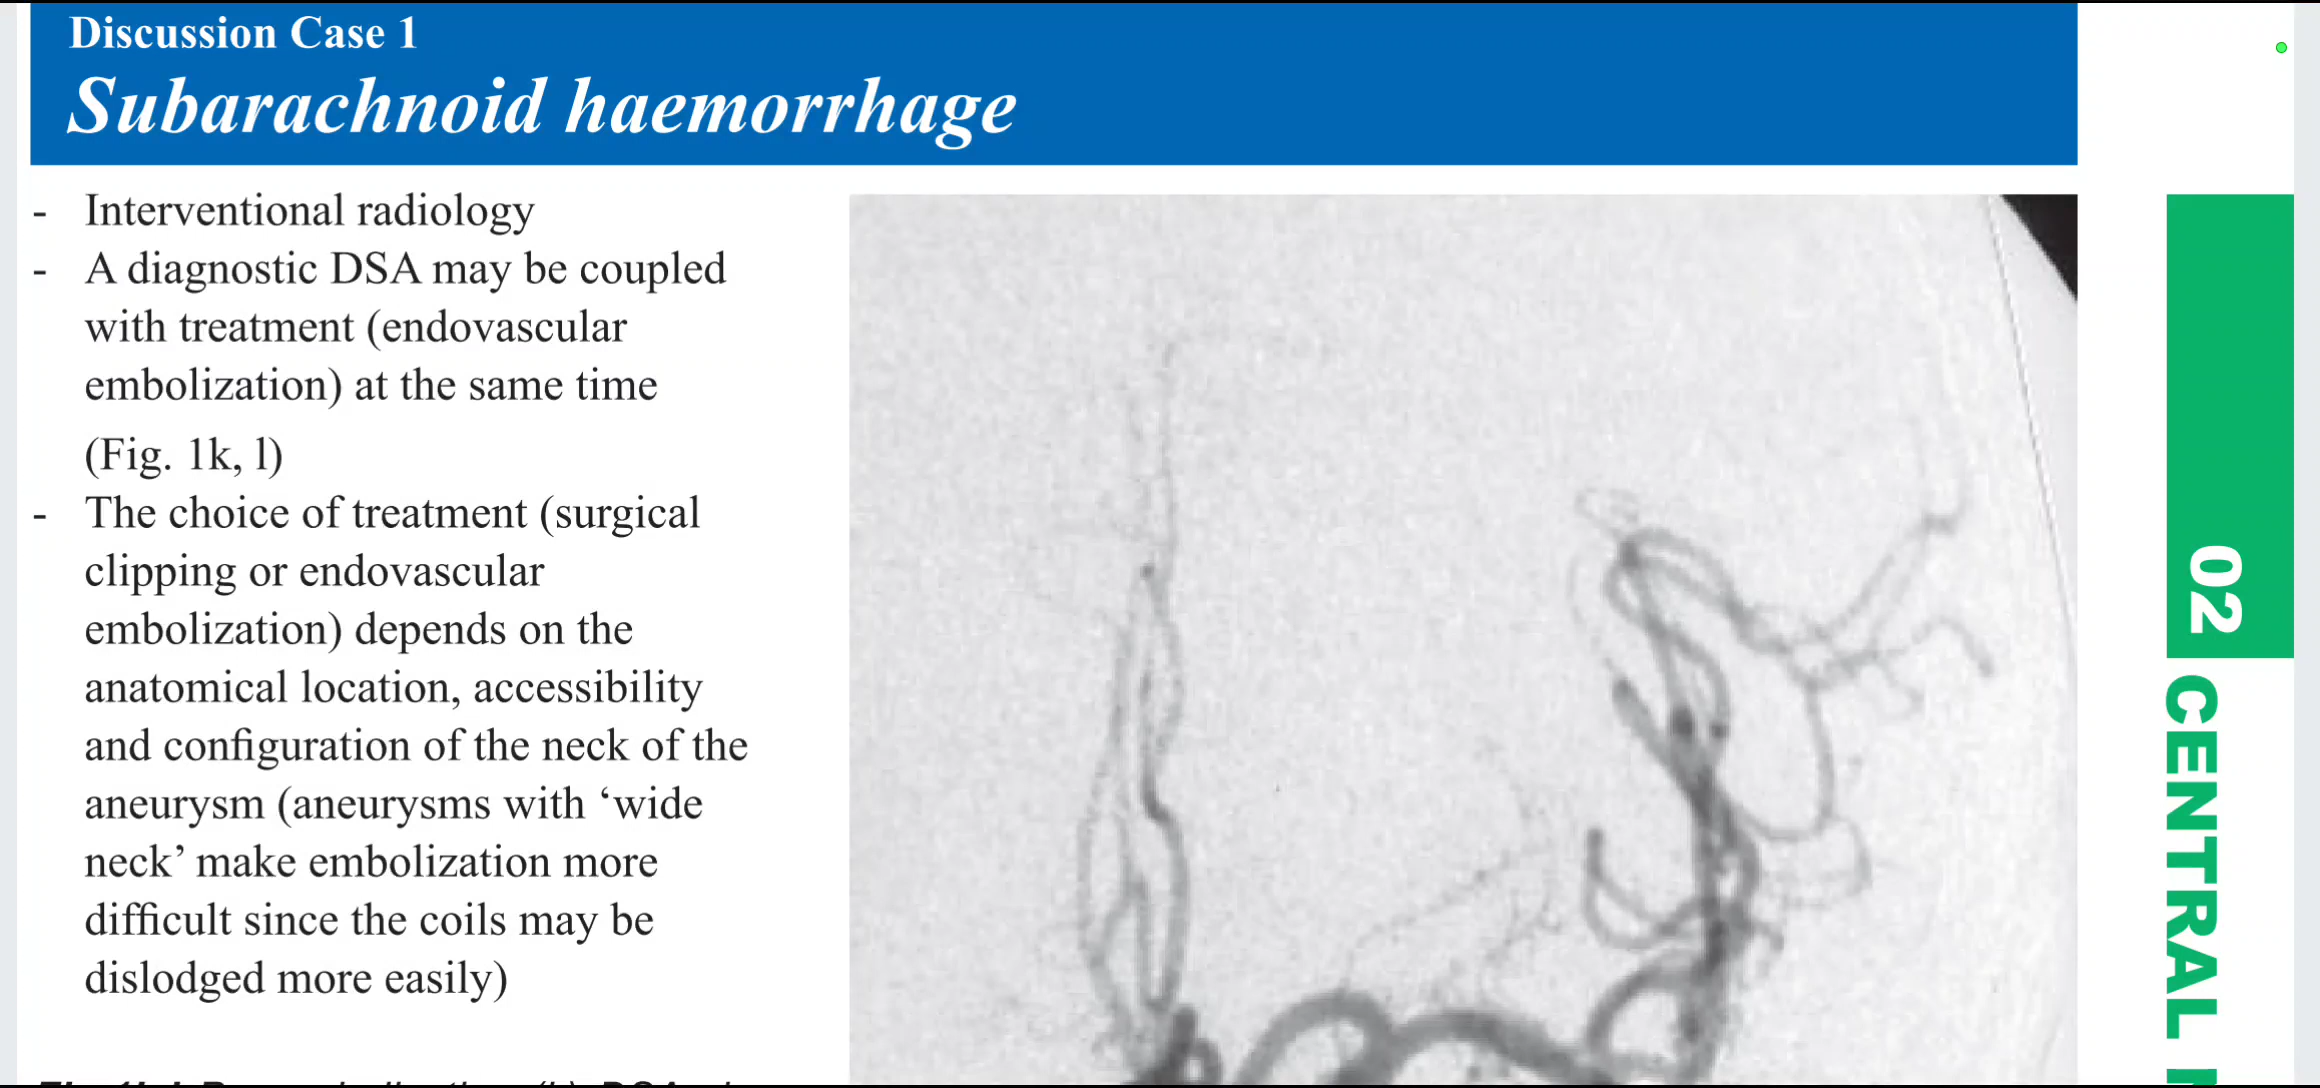 Discussion Case 1
Subarachnoid haemorrhage
- Interventional radiology
- A diagnostic DSA may be coupled
with treatment (endovascular
embolization) at the same time
(Fig. 1k, l)
- The choice of treatment (surgical
clipping or endovascular
embolization) depends on the
anatomical location, accessibility
and configuration of the neck of the
aneurysm (aneurysms with ‘wide
neck’ make embolization more
difficult since the coils may be
dislodged more easily)
02
CENTRAL